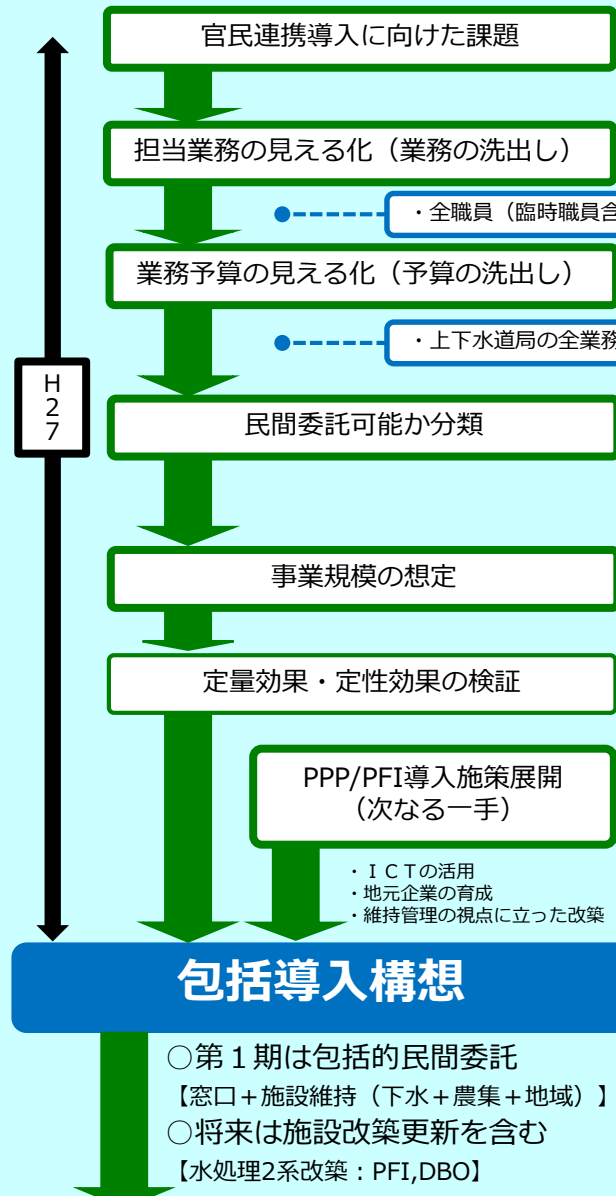 官民連携導入に向けた課題
担当業務の見える化（業務の洗出し）
・全職員（臨時職員含
業務予算の見える化（予算の洗出し）
・上下水道局の全業務
H27
民間委託可能か分類
事業規模の想定
定量効果・定性効果の検証
PPP/PFI導入施策展開
（次なる一手）
・ＩＣＴの活用
・地元企業の育成
・維持管理の視点に立った改築
包括導入構想
○第１期は包括的民間委託
【窓口＋施設維持（下水＋農集＋地域）】
○将来は施設改築更新を含む
【水処理2系改築：PFI,DBO】